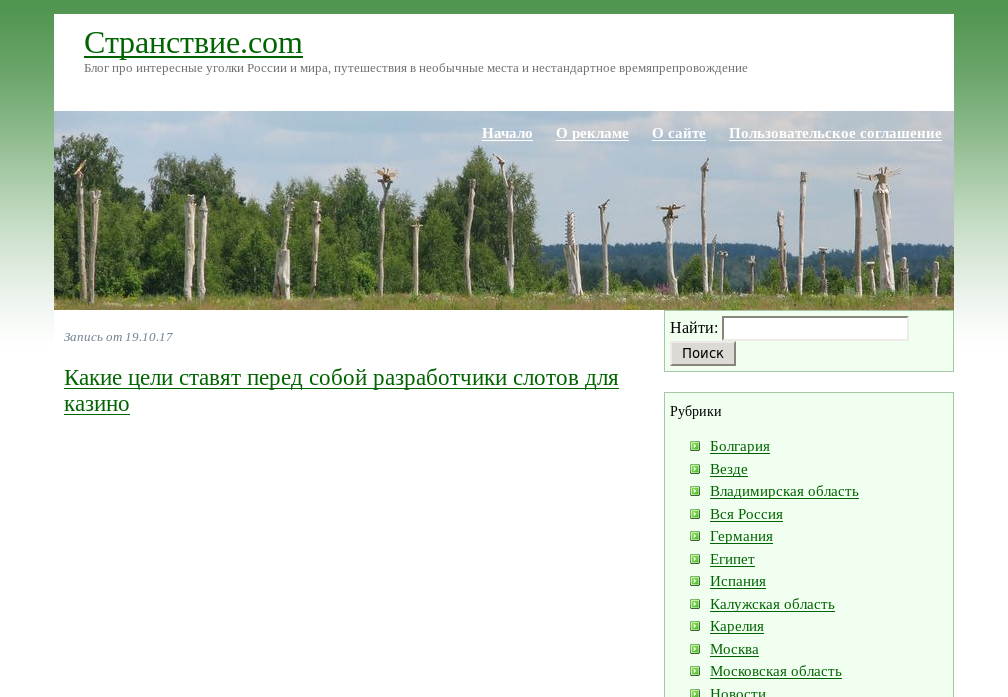 Странствие.com
Блог про интересные уголки России и мира, путешествия в необычные места и нестандартное времяпрепровождение
Начало О рекламе О сайте Пользовательское соглашение
Запись от 19.10.17
Какие цели ставят перед собой разработчики слотов для
казино
Найти:
Поиск
Рубрики
Болгария
Везде
Владимирская область
Вся Россия
Германия
Египет
Испания
Калужская область
Карелия
Москва
Московская область
Новости